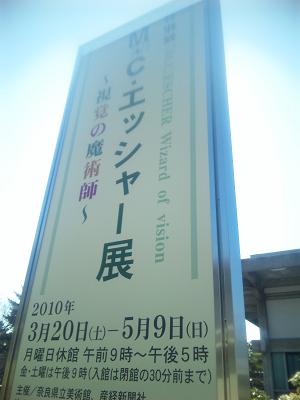 M.C.エッシャー展
〜視覚の魔術師〜
ESCHER Wizard of vision
2010年
3月20日(土)−5月9日(日)
月曜日休館 午前9時〜午後5時
金・土曜は午後9時(入館は閉館の30分前まで)
主催/奈良県立美術館、産経新聞社